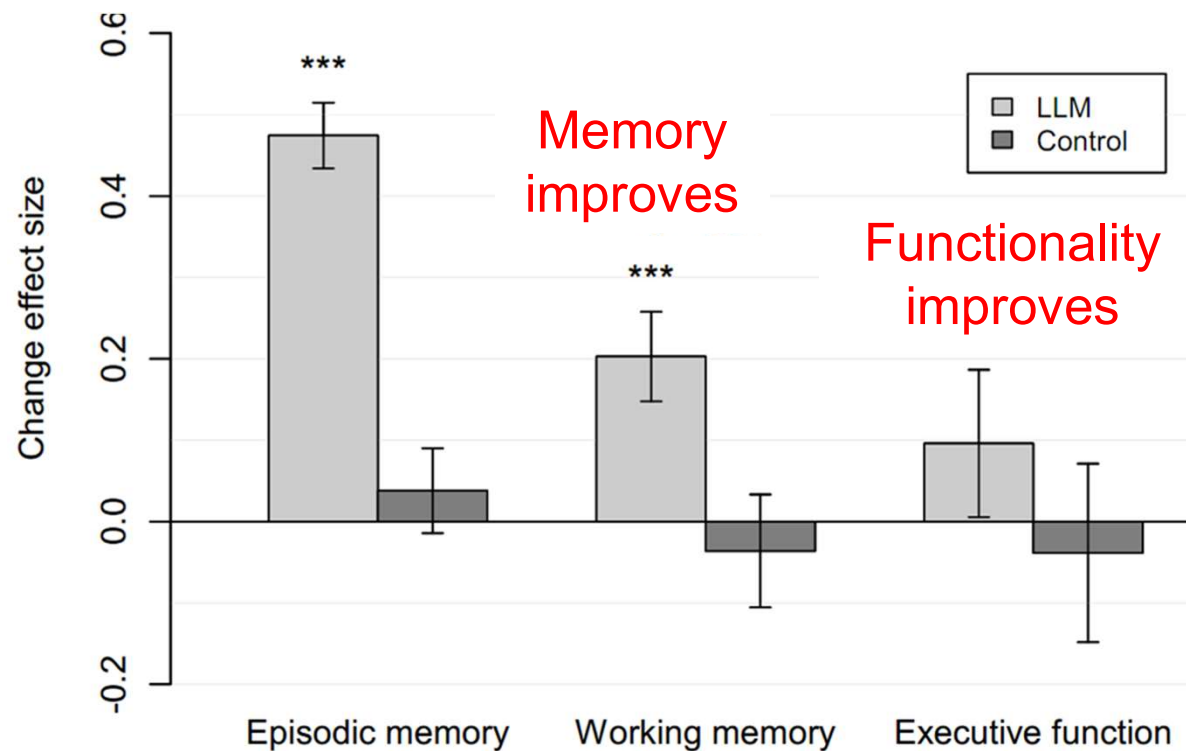 0.6
***
LLM
Control
Memory
improves
0.4
Change effect size
Functionality
improves
***
0.2
0.0
-0.2
Episodic memory
Working memory
Executive function